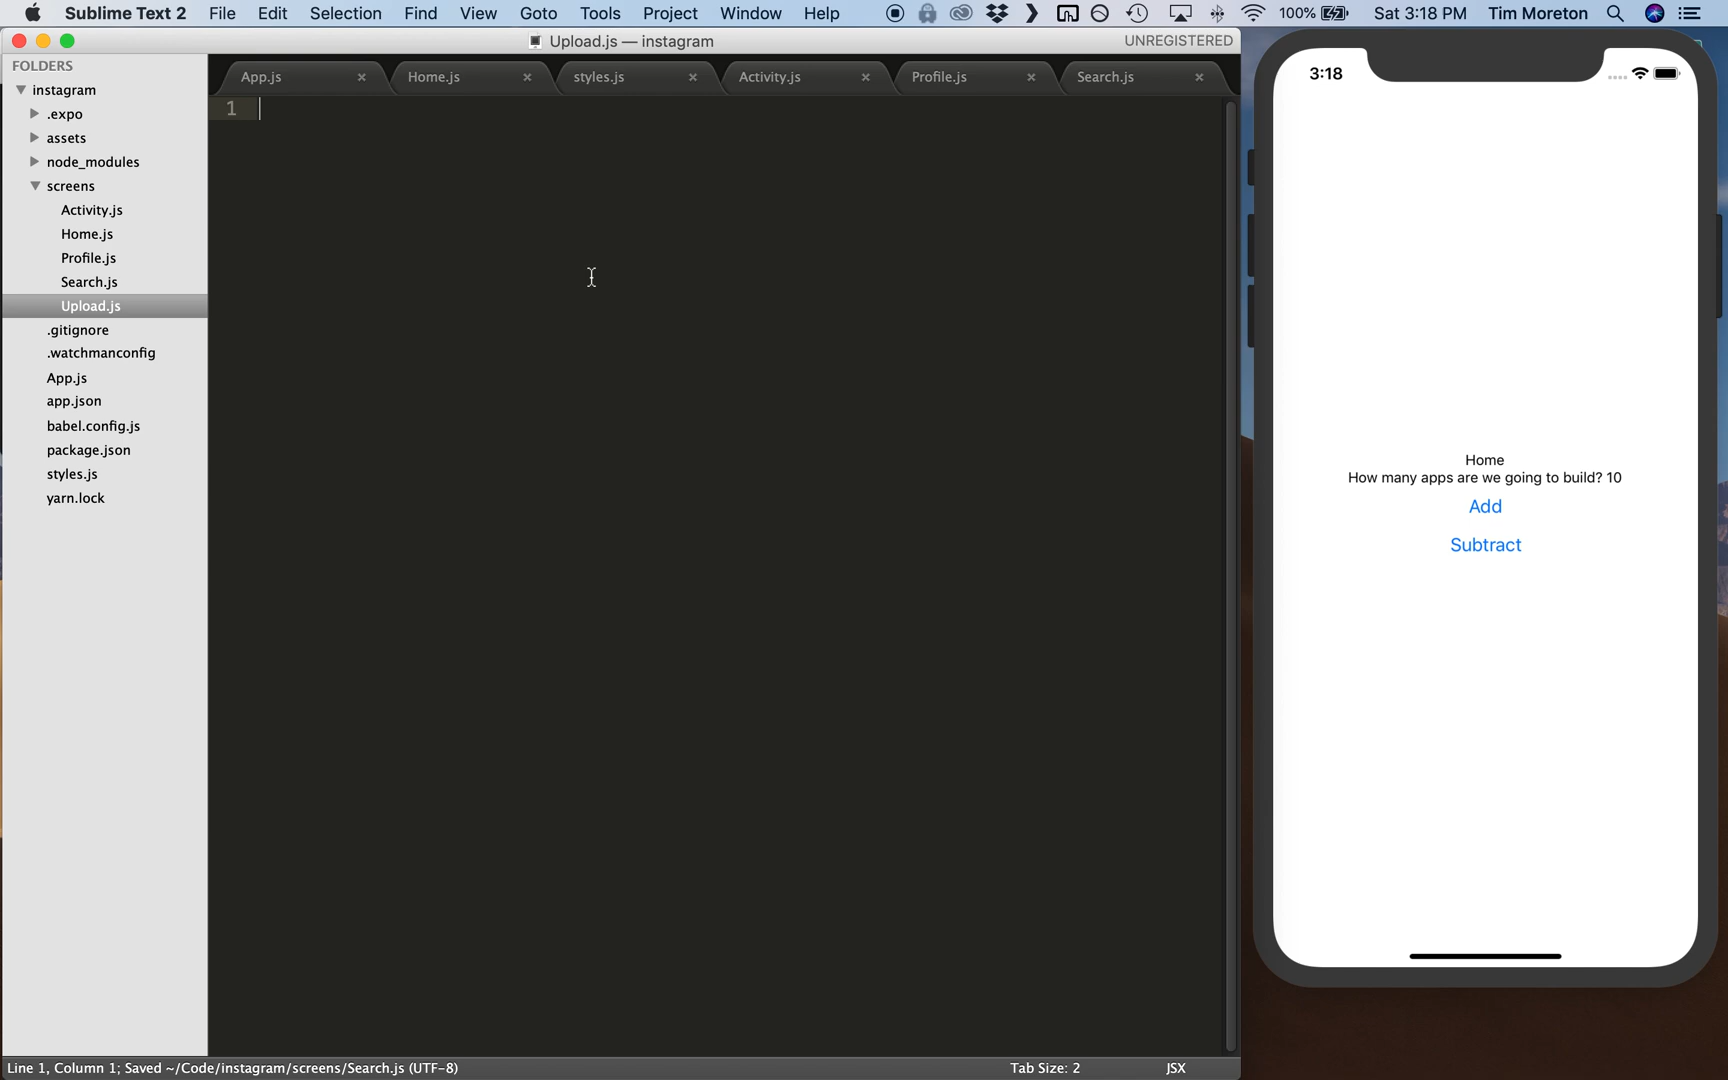 Sublime Text 2 File Edit Selection Find View Goto Tools Project Window Help 100% Sat 3:18 PM Tim Moreton
Upload.js — instagram UNREGISTERED
FOLDERS
instagram
.expo
assets
node_modules
screens
Activity.js
Home.js
Profile.js
Search.js
Upload.js
.gitignore
.watchmanconfig
App.js
app.json
babel.config.js
package.json
styles.js
yarn.lock
App.js Home.js styles.js Activity.js Profile.js Search.js
1
3:18
Home
How many apps are we going to build? 10
Add
Subtract
Line 1, Column 1; Saved ~/Code/instagram/screens/Search.js (UTF-8) Tab Size: 2 JSX